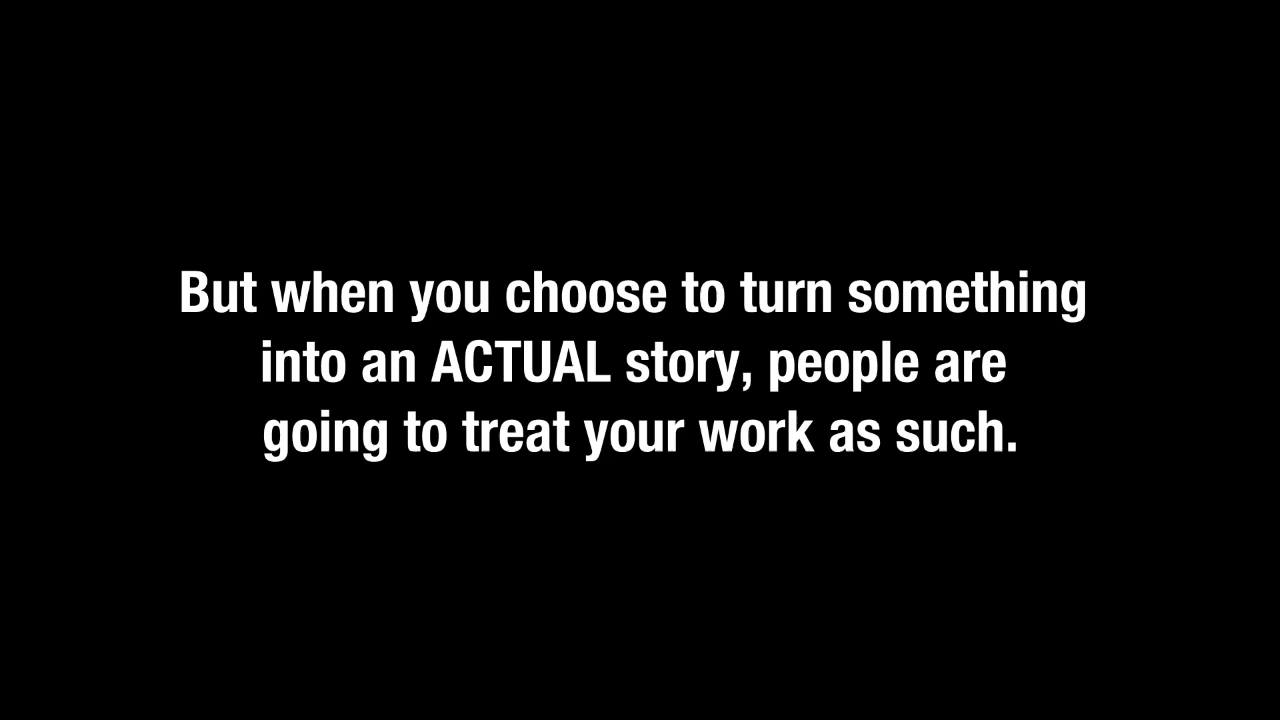 But when you choose to turn something
into an ACTUAL story, people are
going to treat your work as such.